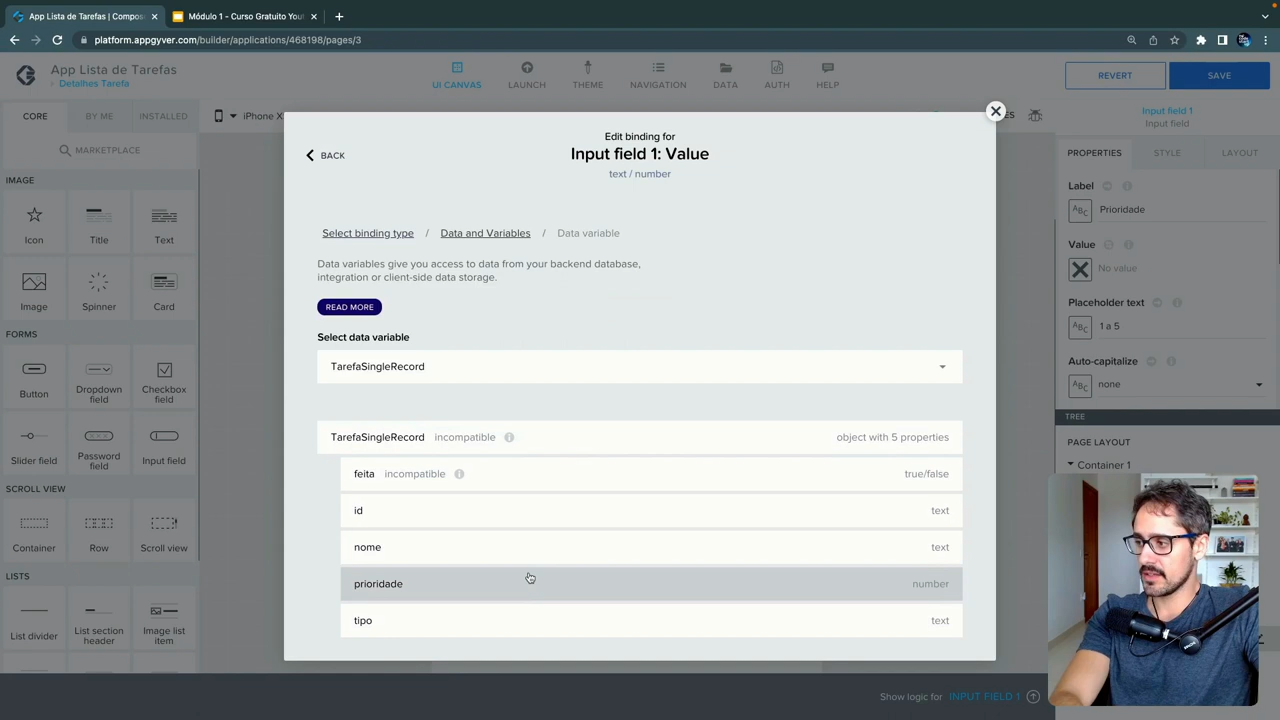 App Lista de Tarefas | Compos
Módulo 1 - Curso Gratuito Yout
platform.appgyver.com/builder/applications/468198/pages/3
App Lista de Tarefas
Detalhes Tarefa
UI CANVAS
LAUNCH
THEME
NAVIGATION
DATA
AUTH
HELP
REVERT
SAVE
CORE
BY ME
INSTALLED
iPhone X
MARKETPLACE
IMAGE
Icon
Title
Text
Image
Spinner
Card
FORMS
Button
Dropdown
field
Checkbox
field
Slider field
Password
field
Input field
SCROLL VIEW
Container
Row
Scroll view
LISTS
List divider
List section
header
Image list
item
BACK
Edit binding for
Input field 1: Value
text / number
Select binding type / Data and Variables / Data variable
Data variables give you access to data from your backend database,
integration or client-side data storage.
READ MORE
Select data variable
TarefaSingleRecord
TarefaSingleRecord incompatible object with 5 properties
feita incompatible true/false
id text
nome text
prioridade number
tipo text
Input field 1
Input field
PROPERTIES
STYLE
LAYOUT
Label
ABC Prioridade
Value
No value
Placeholder text
ABC 1 a 5
Auto-capitalize
ABC none
TREE
PAGE LAYOUT
Container 1
Show logic for INPUT FIELD 1